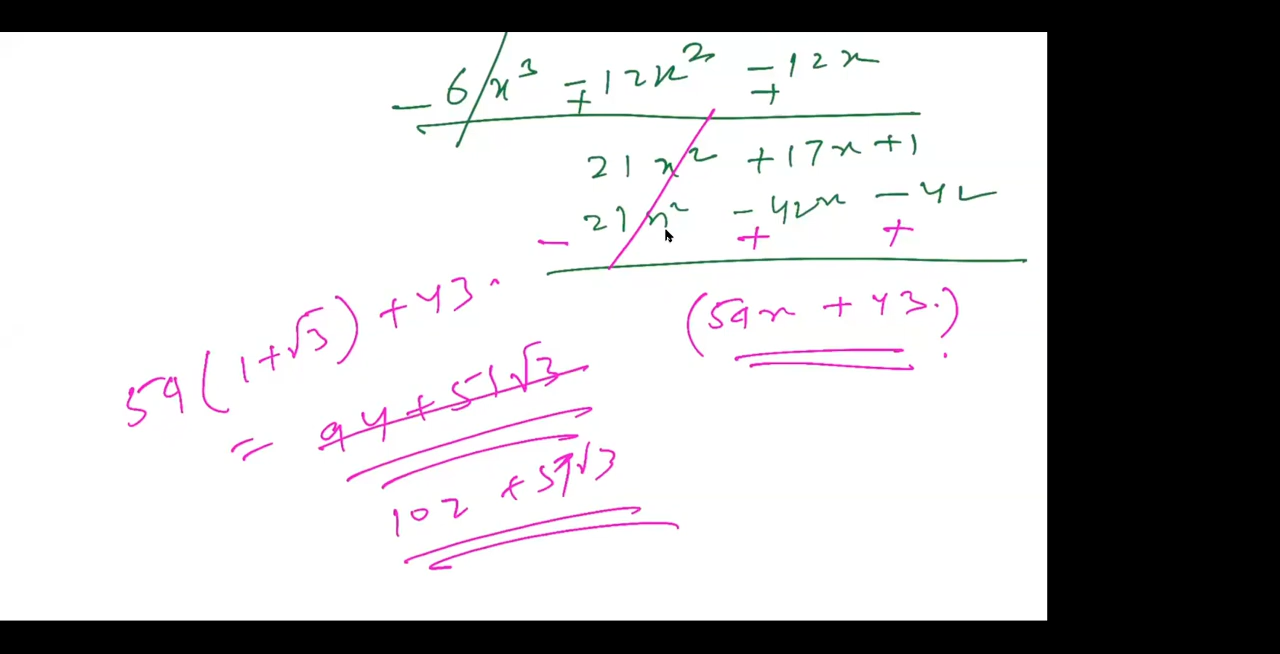 - 6x³ ∓ 12x² - 12x
+
21x² + 17x + 1
- 21x² - 42x - 42
+ +
(59x + 43.)
59(1+√3) + 43.
= 94 + 51√3
102 + 59√3